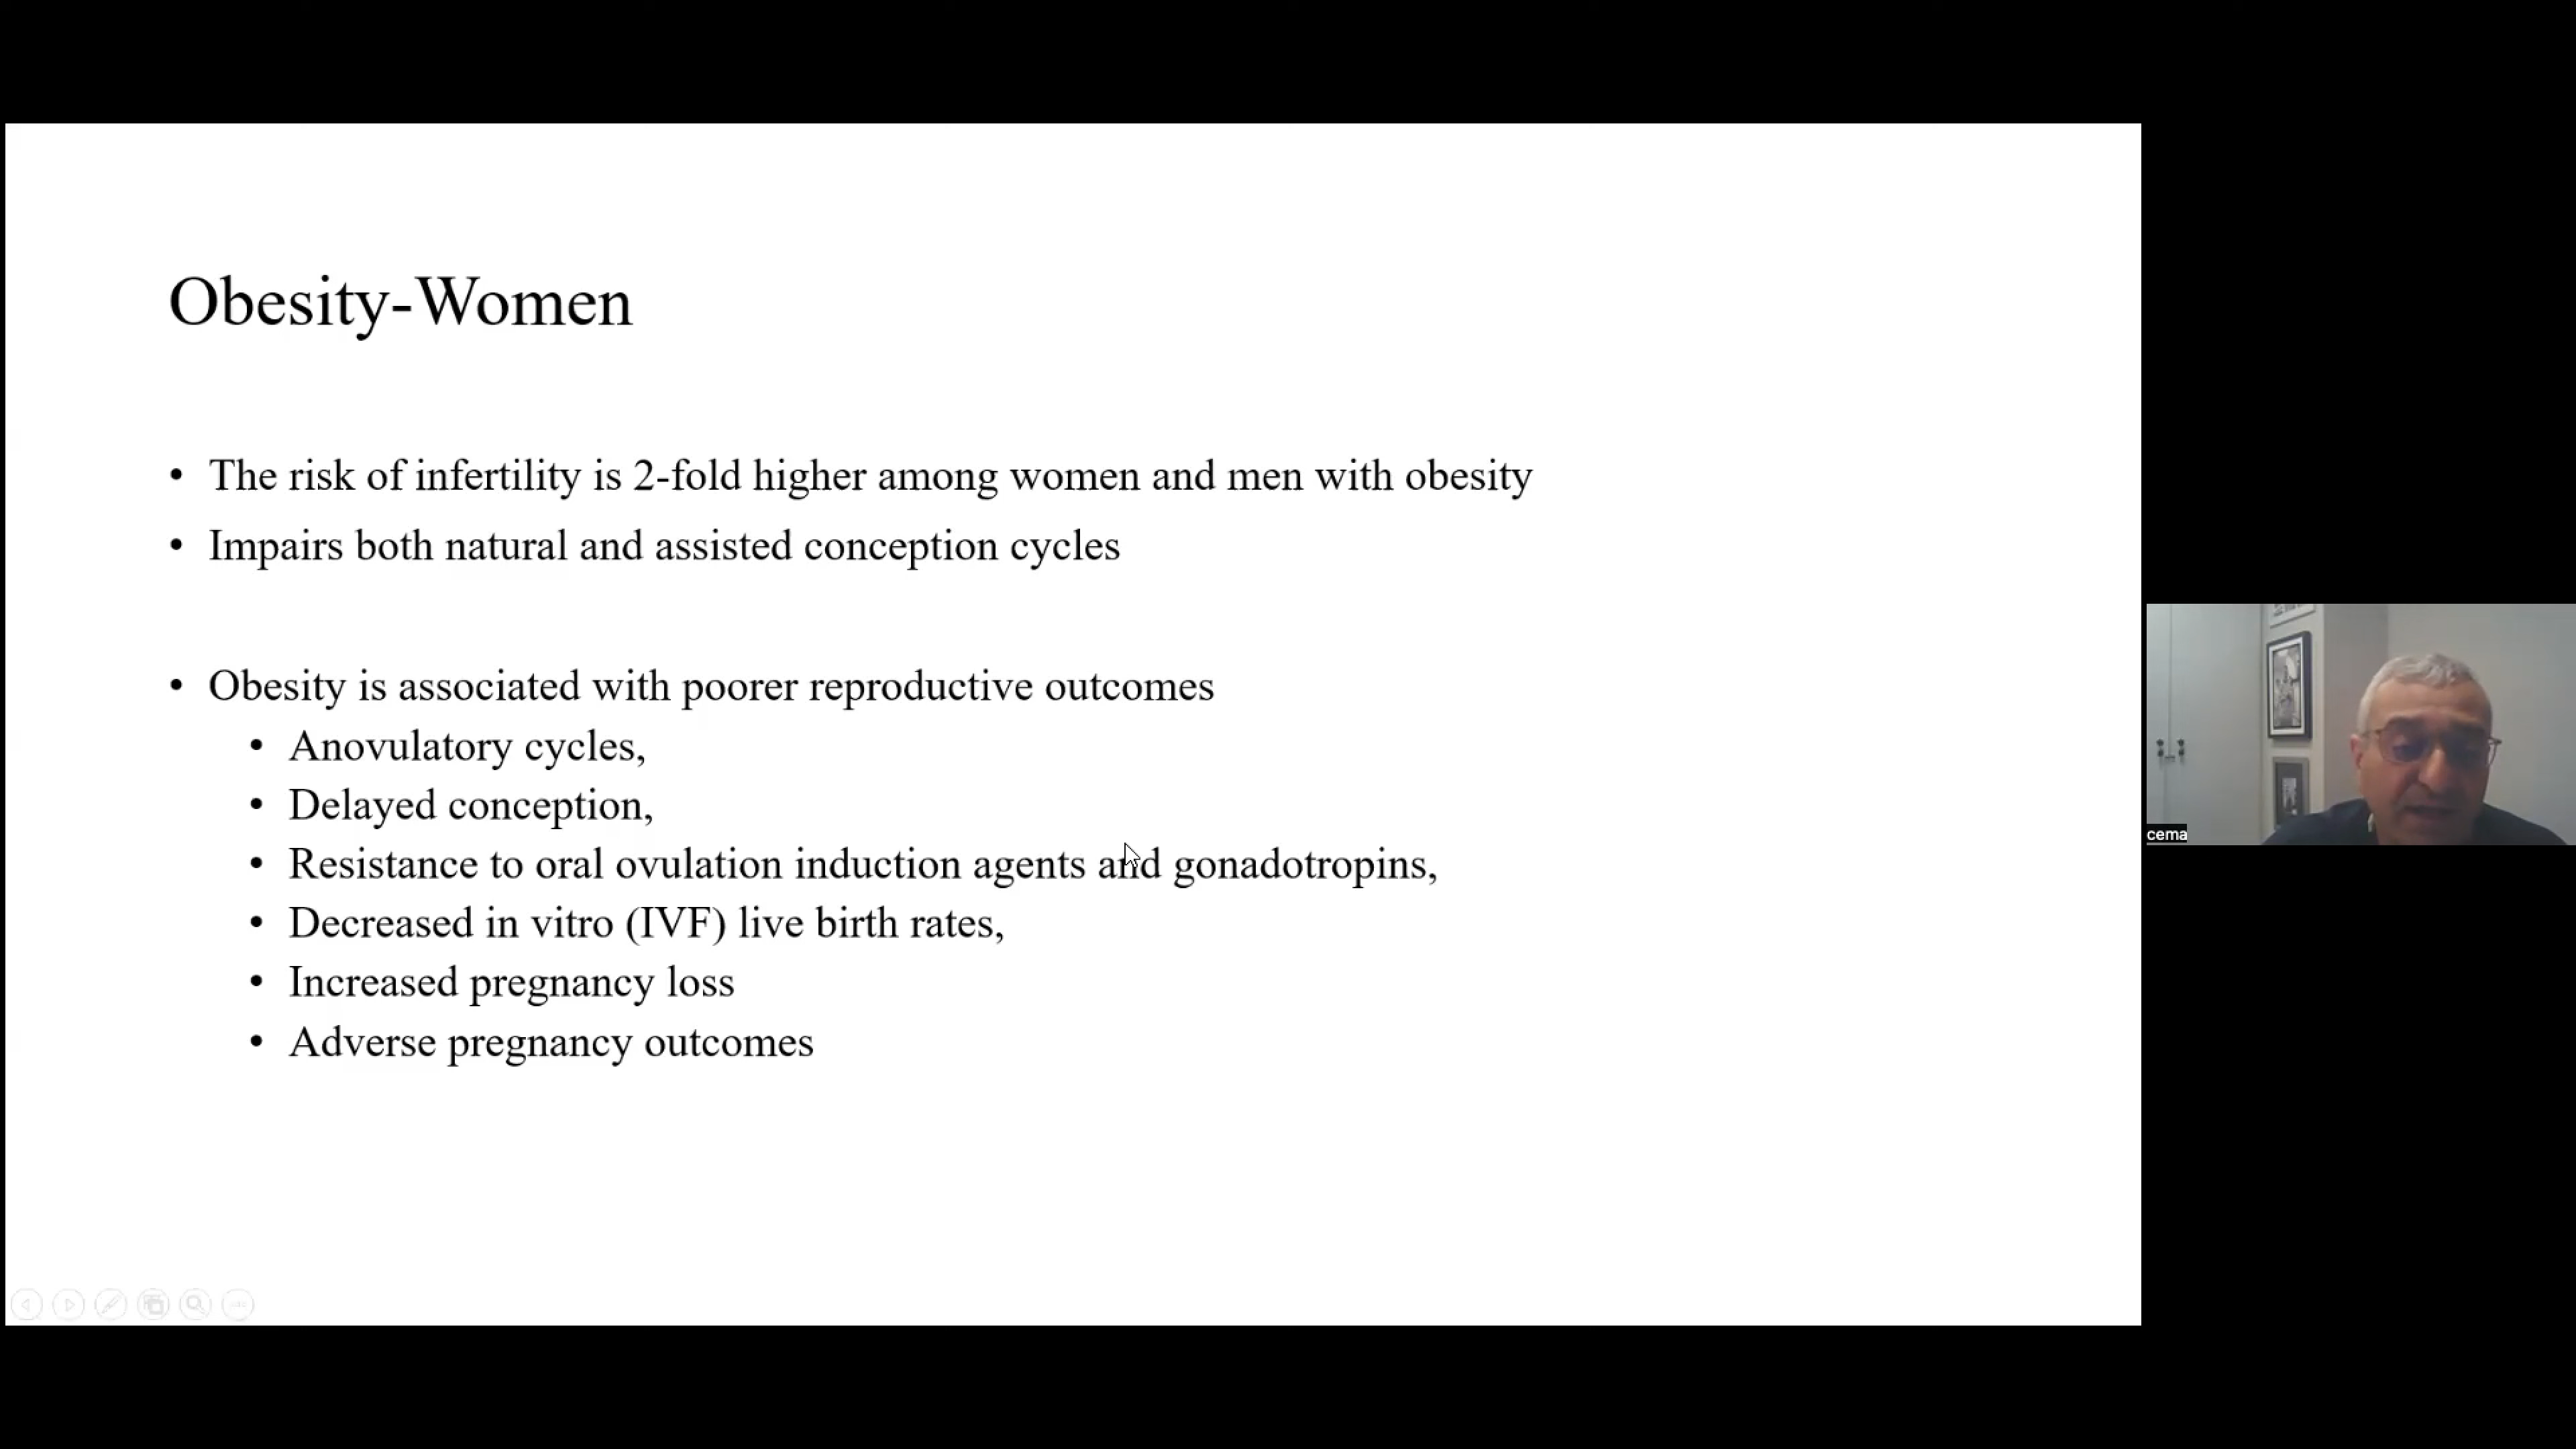 Obesity-Women
• The risk of infertility is 2-fold higher among women and men with obesity
• Impairs both natural and assisted conception cycles
• Obesity is associated with poorer reproductive outcomes
• Anovulatory cycles,
• Delayed conception,
• Resistance to oral ovulation induction agents and gonadotropins,
• Decreased in vitro (IVF) live birth rates,
• Increased pregnancy loss
• Adverse pregnancy outcomes
cema